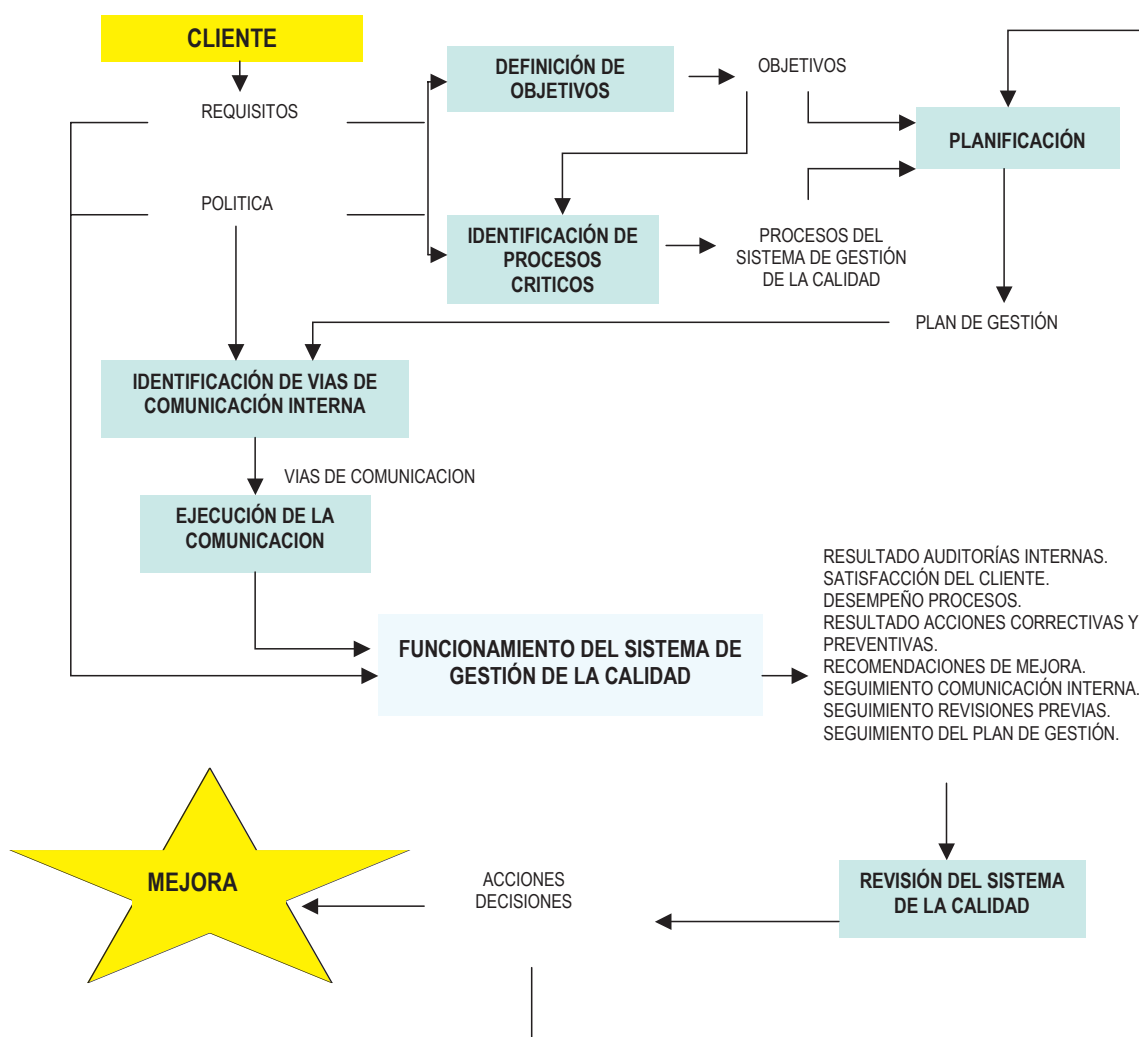 CLIENTE
REQUISITOS
DEFINICIÓN DE
OBJETIVOS
OBJETIVOS
PLANIFICACIÓN
POLITICA
IDENTIFICACIÓN DE
PROCESOS
CRITICOS
PROCESOS DEL
SISTEMA DE GESTIÓN
DE LA CALIDAD
PLAN DE GESTIÓN
IDENTIFICACIÓN DE VIAS DE
COMUNICACIÓN INTERNA
VIAS DE COMUNICACION
EJECUCIÓN DE LA
COMUNICACION
FUNCIONAMIENTO DEL SISTEMA DE
GESTIÓN DE LA CALIDAD
RESULTADO AUDITORÍAS INTERNAS.
SATISFACCIÓN DEL CLIENTE.
DESEMPEÑO PROCESOS.
RESULTADO ACCIONES CORRECTIVAS Y
PREVENTIVAS.
RECOMENDACIONES DE MEJORA.
SEGUIMIENTO COMUNICACIÓN INTERNA.
SEGUIMIENTO REVISIONES PREVIAS.
SEGUIMIENTO DEL PLAN DE GESTIÓN.
REVISIÓN DEL SISTEMA
DE LA CALIDAD
ACCIONES
DECISIONES
MEJORA